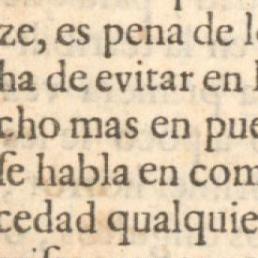 ze, es pena de l
ha de evitar en l
cho mas en pue
ſe habla en com
cedad qualquie